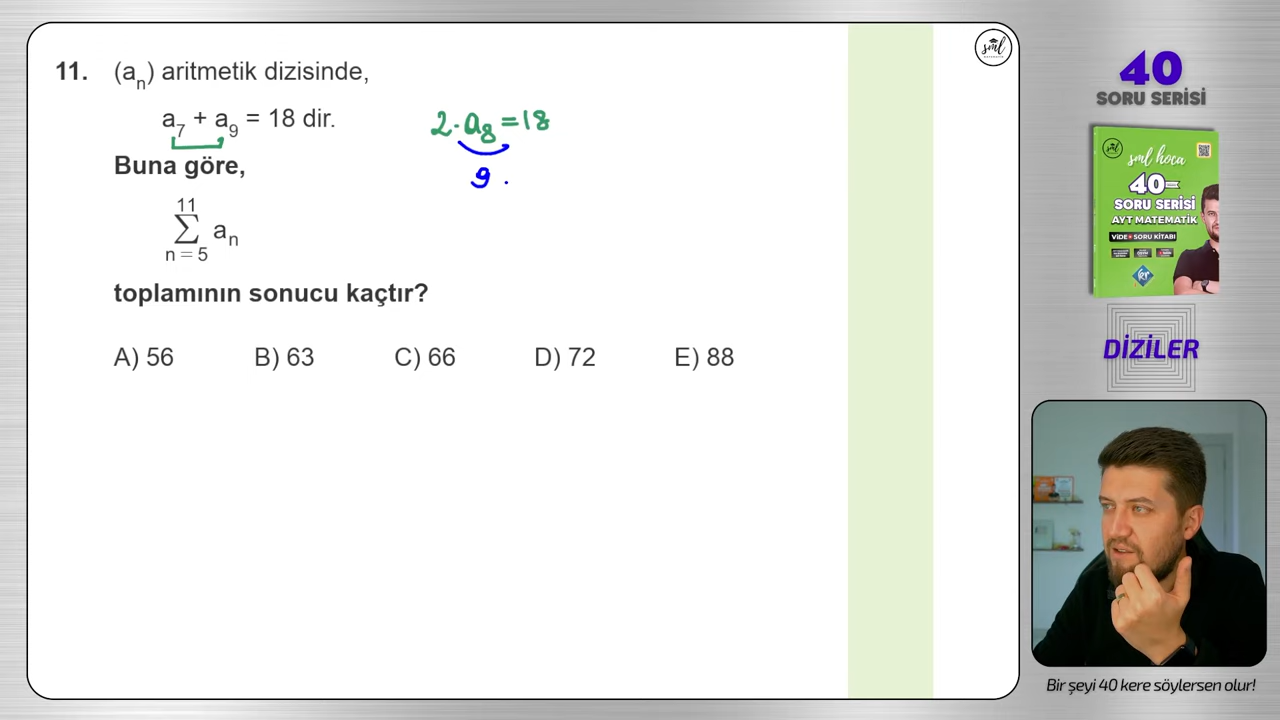 11. (aₙ) aritmetik dizisinde,
a₇ + a₉ = 18 dir.
2·a₈ = 18
9 .
Buna göre,
11
Σ aₙ
n = 5
toplamının sonucu kaçtır?
A) 56 B) 63 C) 66 D) 72 E) 88
sml
40
SORU SERİSİ
sml hoca
40
SORU SERİSİ
AYT MATEMATİK
VİDEO SORU KİTABI
DİZİLER
Bir şeyi 40 kere söylersen olur!